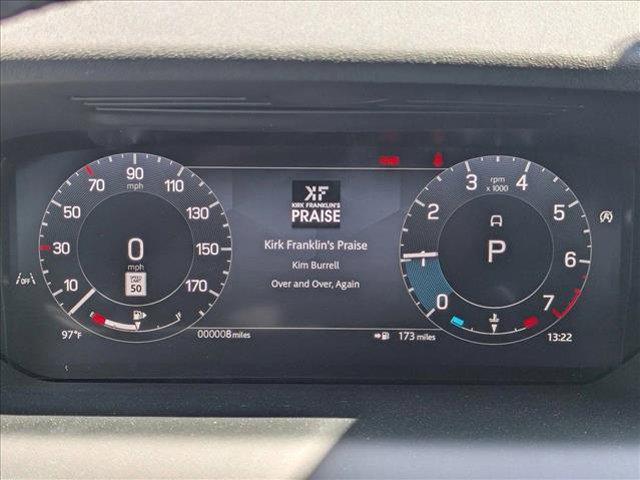 90
mph
70
110
50
130
0
mph
30
150
SPEED
LIMIT
50
10
170
OFF
E
F
97°F
000008 miles
KF
KIRK FRANKLIN'S
PRAISE
Kirk Franklin's Praise
Kim Burrell
Over and Over, Again
173 miles
3
rpm
x 1000
4
2
5
1
P
6
0
7
13:22